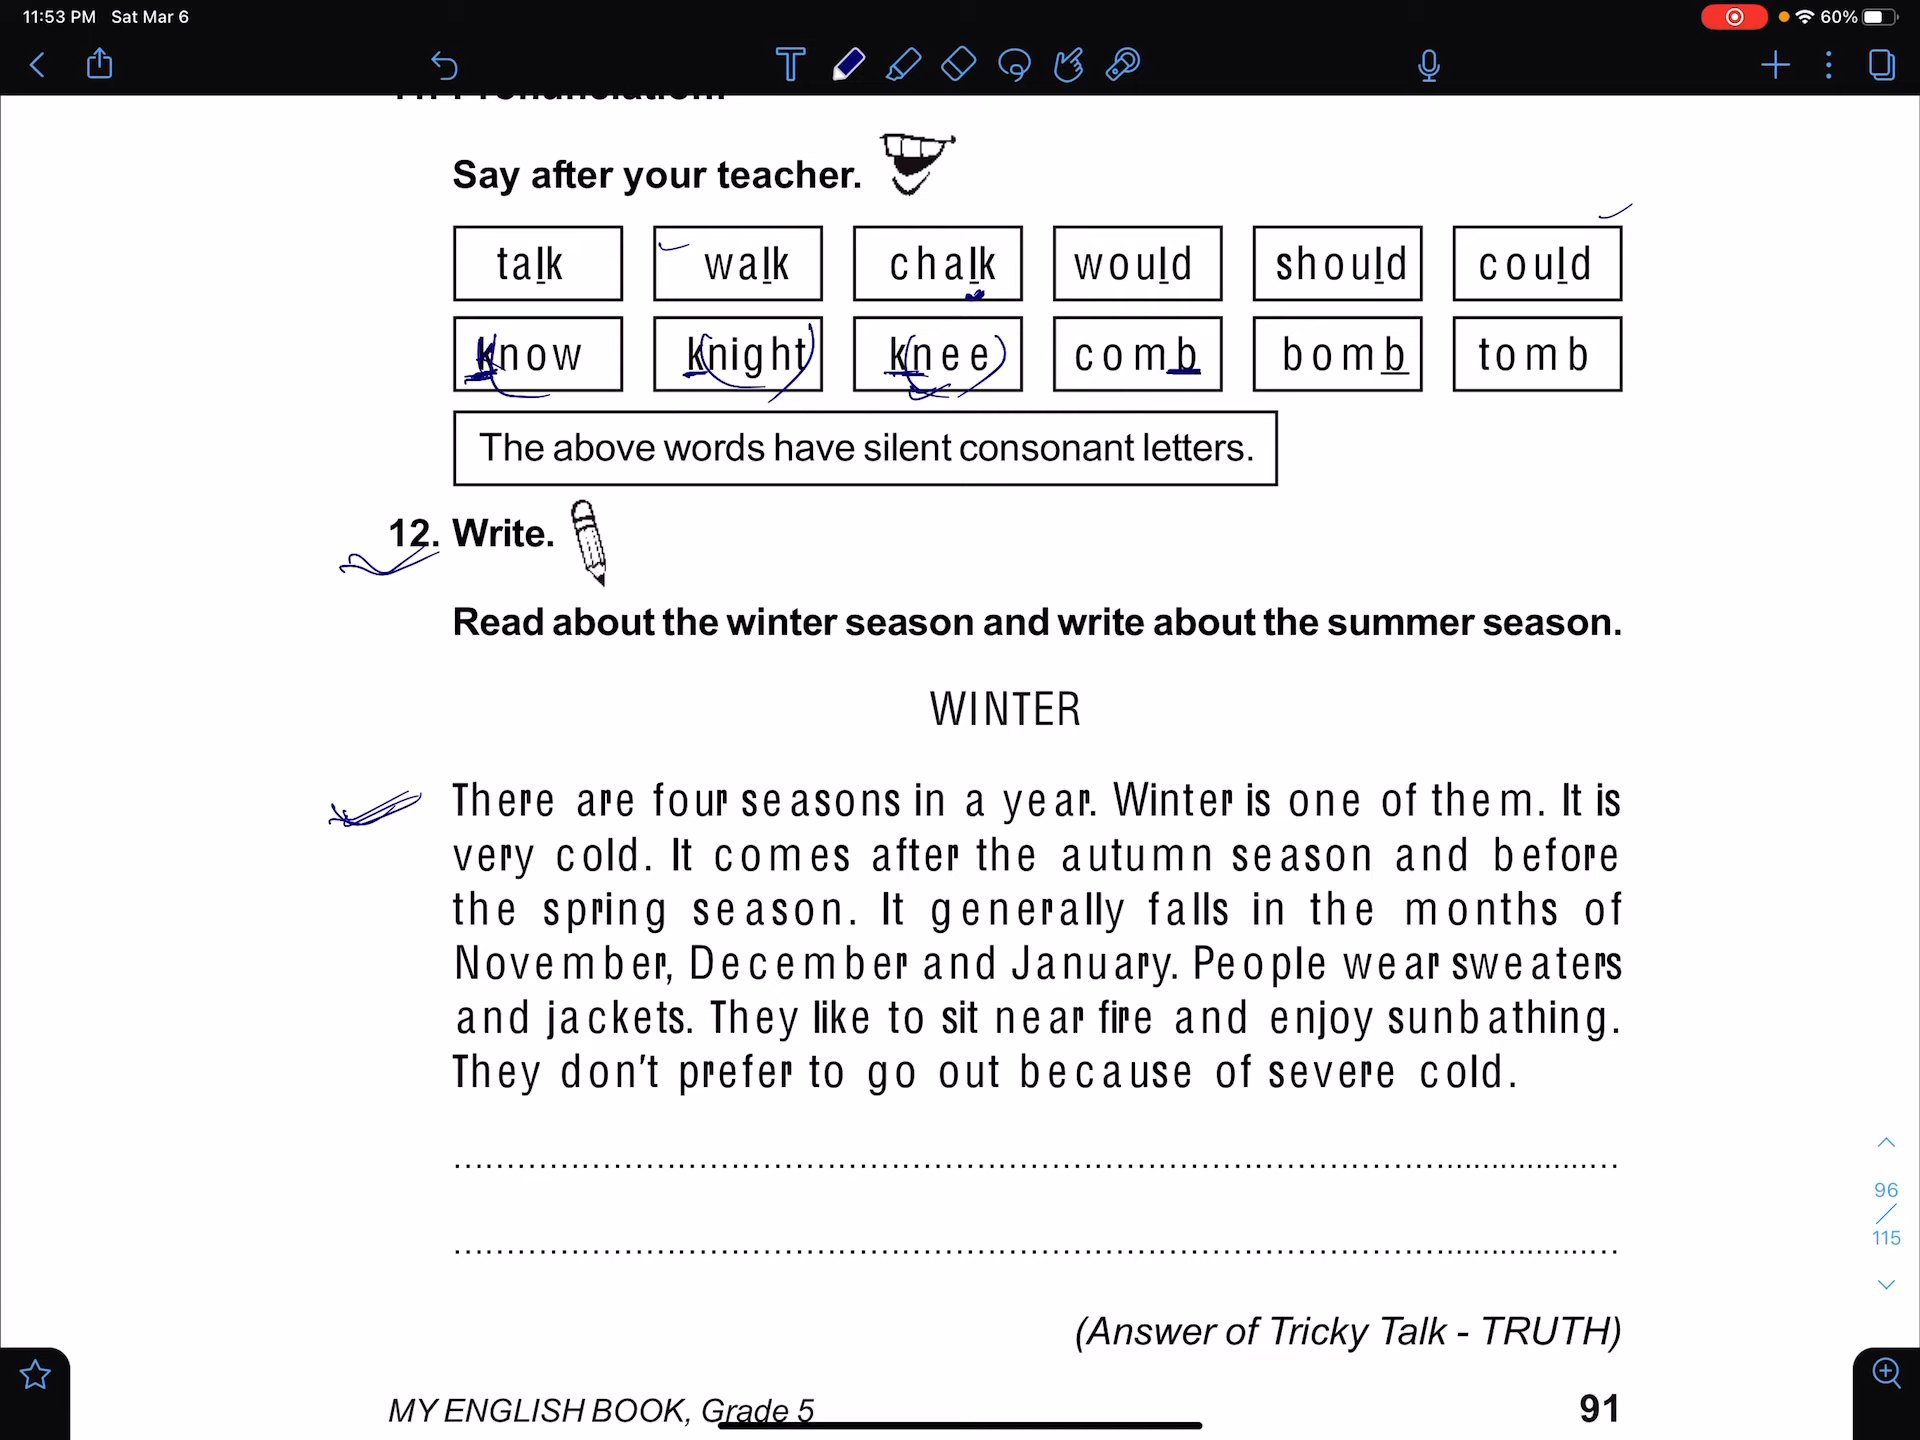 11:53 PM Sat Mar 6
60%
Say after your teacher.
talk walk chalk would should could
know knight knee comb bomb tomb
The above words have silent consonant letters.
12. Write.
Read about the winter season and write about the summer season.
WINTER
There are four seasons in a year. Winter is one of them. It is
very cold. It comes after the autumn season and before
the spring season. It generally falls in the months of
November, December and January. People wear sweaters
and jackets. They like to sit near fire and enjoy sunbathing.
They don't prefer to go out because of severe cold.
96
/
115
(Answer of Tricky Talk - TRUTH)
MY ENGLISH BOOK, Grade 5 91